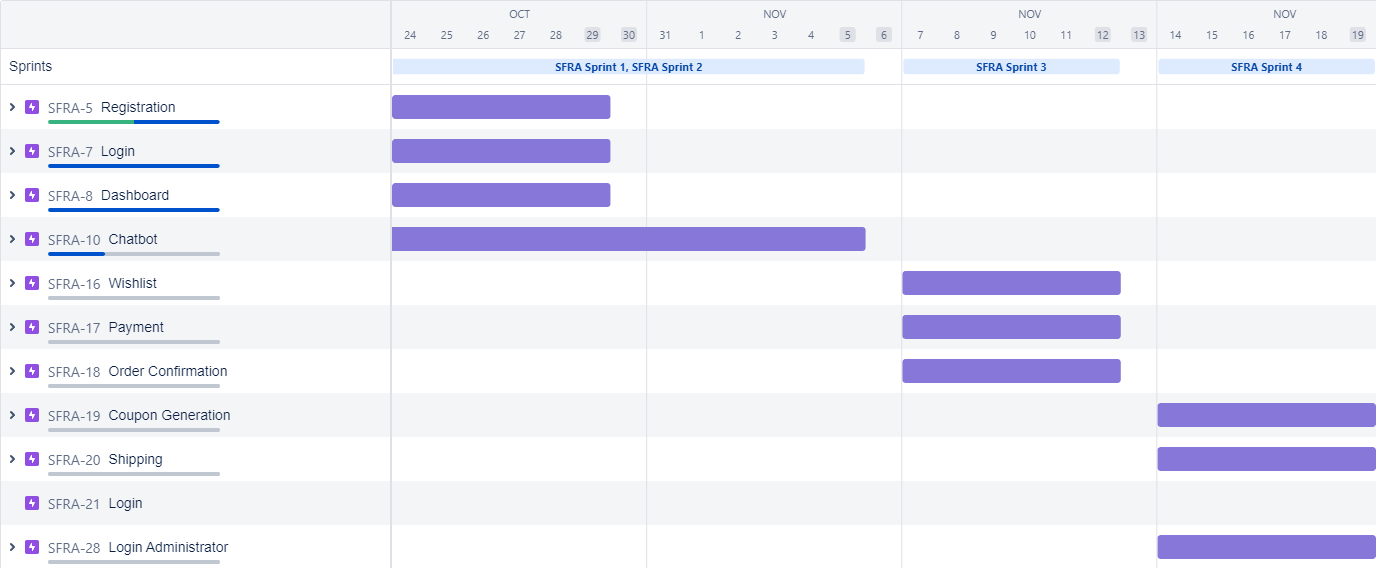 OCT NOV NOV NOV
24 25 26 27 28 29 30 31 1 2 3 4 5 6 7 8 9 10 11 12 13 14 15 16 17 18 19
Sprints SFRA Sprint 1, SFRA Sprint 2 SFRA Sprint 3 SFRA Sprint 4
SFRA-5 Registration
SFRA-7 Login
SFRA-8 Dashboard
SFRA-10 Chatbot
SFRA-16 Wishlist
SFRA-17 Payment
SFRA-18 Order Confirmation
SFRA-19 Coupon Generation
SFRA-20 Shipping
SFRA-21 Login
SFRA-28 Login Administrator